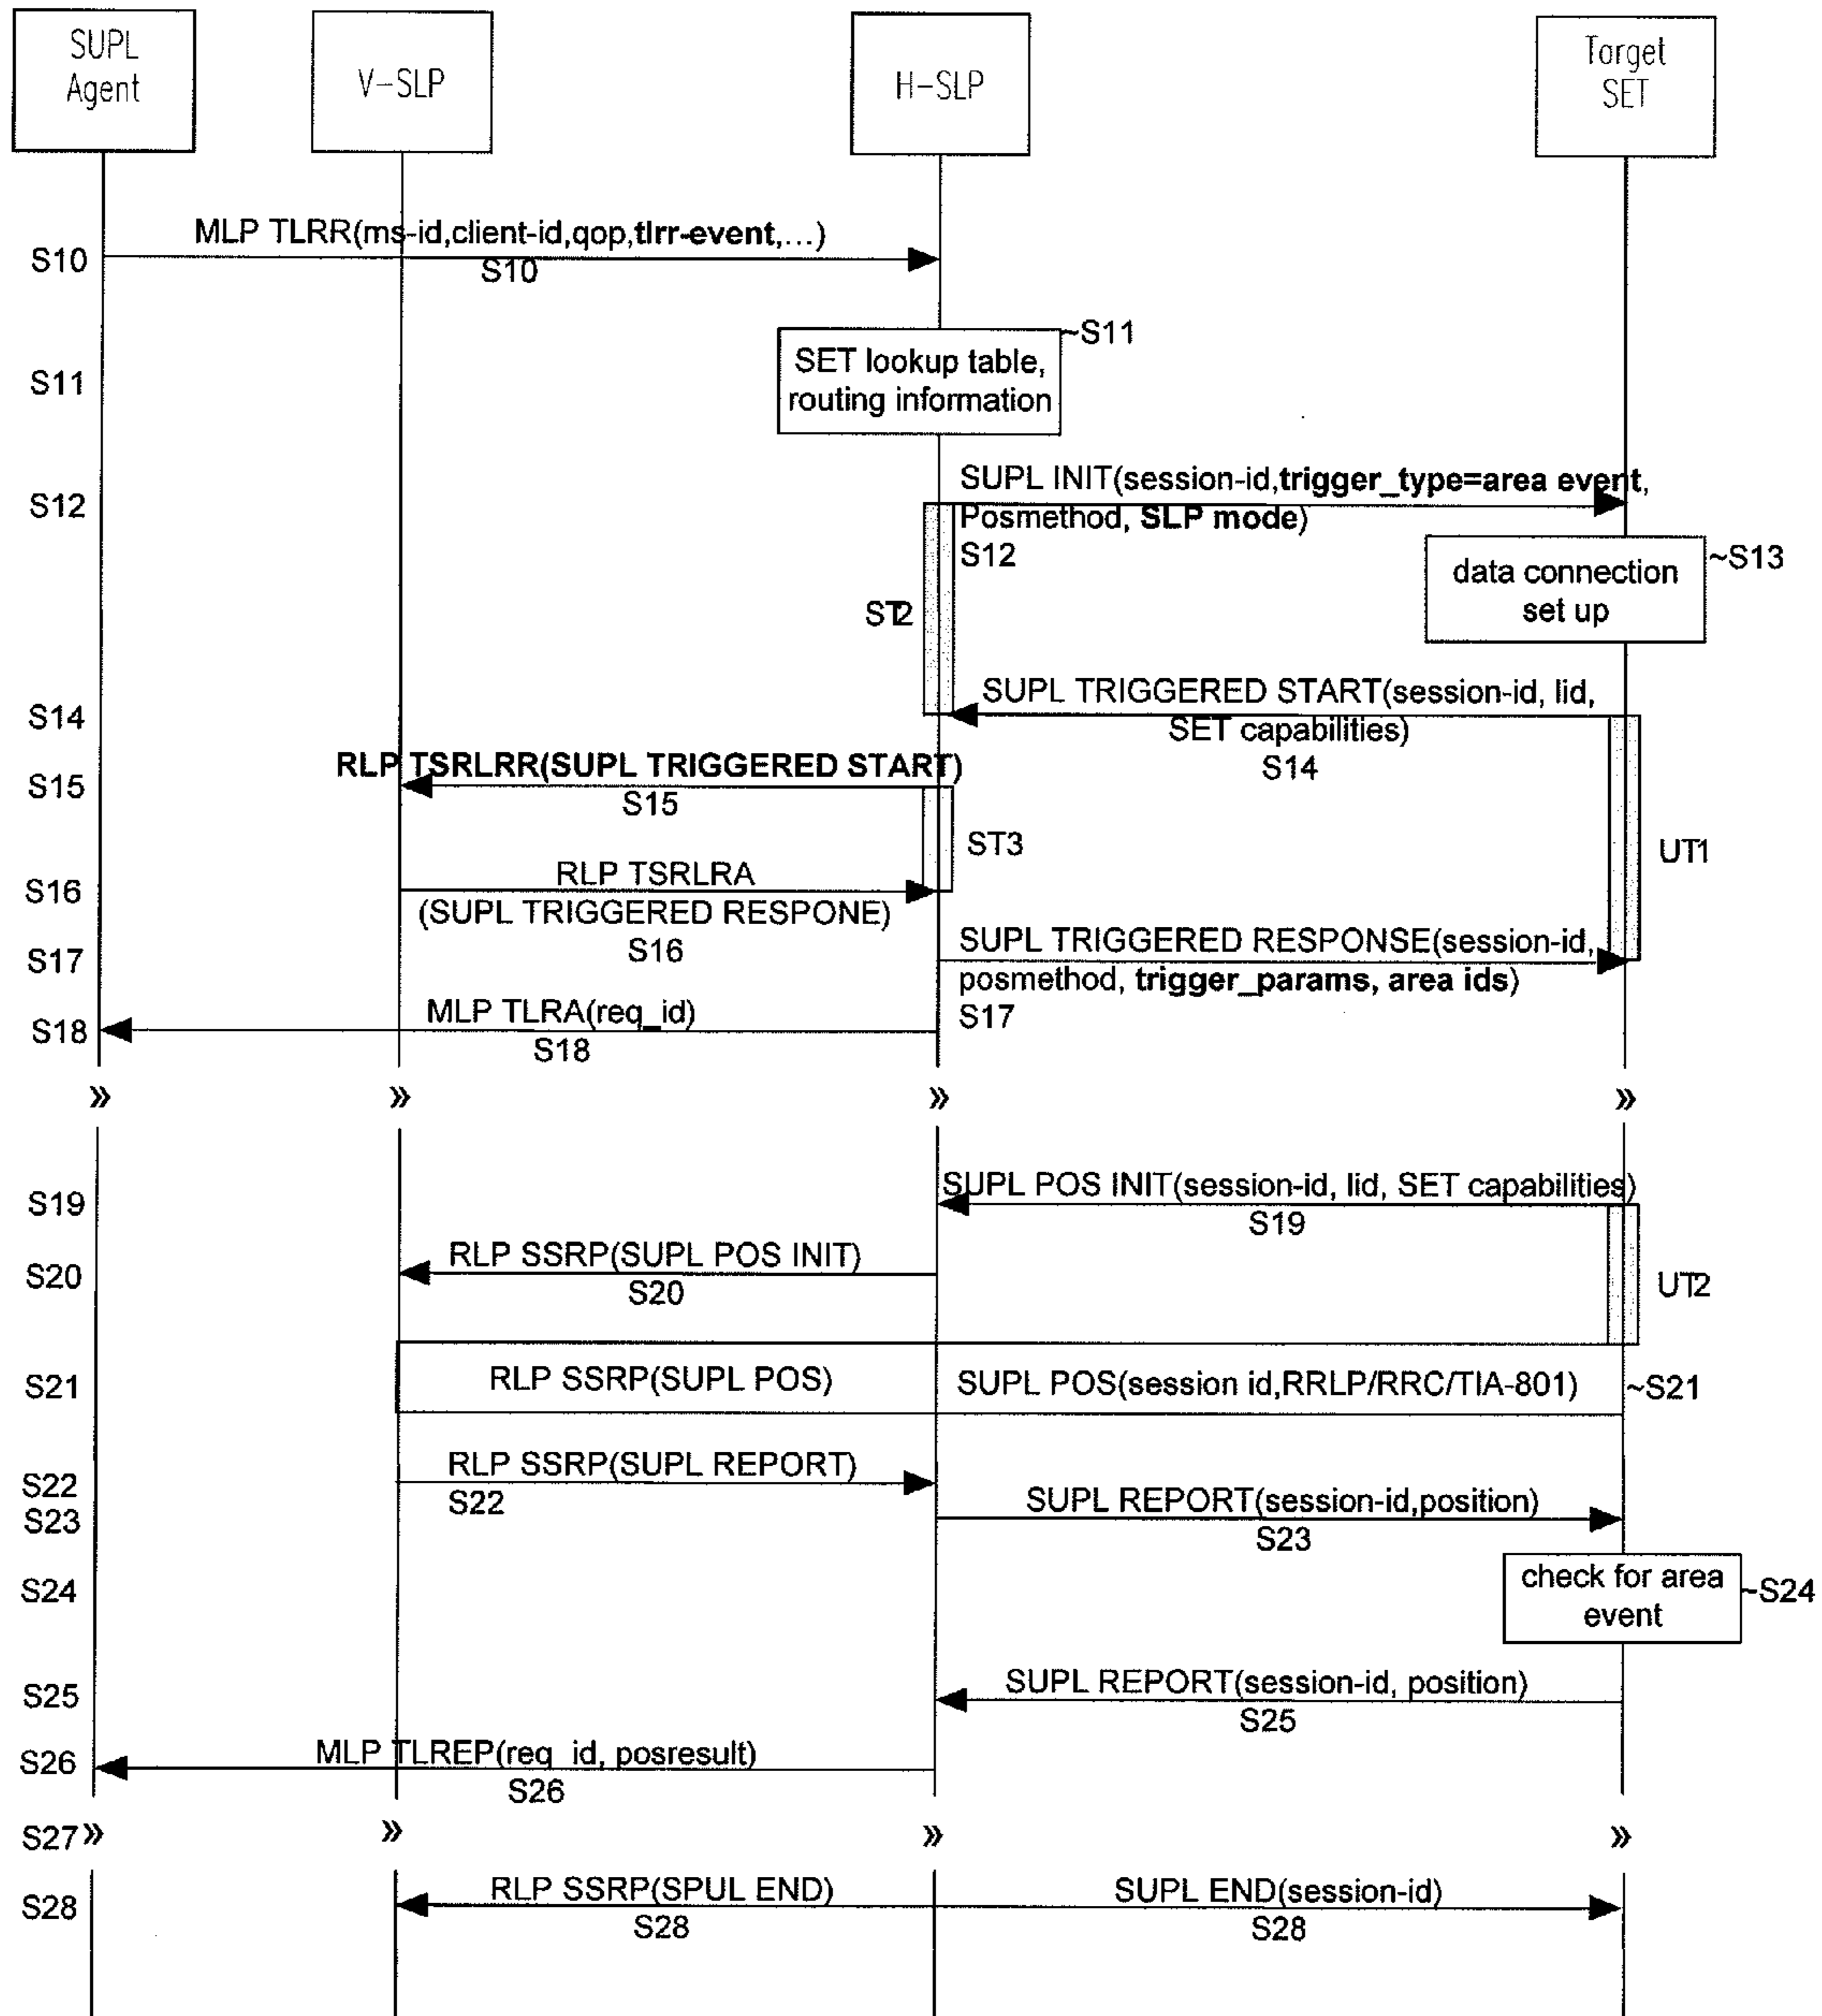 SUPL
Agent
V-SLP
H-SLP
Target
SET
MLP TLRR(ms-id,client-id,qop,tlrr-event,...)
S10
S10
~S11
SET lookup table,
routing information
S11
SUPL INIT(session-id,trigger_type=area event,
S12
Posmethod, SLP mode)
S12
~S13
data connection
set up
ST2
SUPL TRIGGERED START(session-id, lid,
S14
SET capabilities)
S14
RLP TSRLRR(SUPL TRIGGERED START)
S15
S15
ST3
UT1
RLP TSRLRA
S16
(SUPL TRIGGERED RESPONE)
S16
SUPL TRIGGERED RESPONSE(session-id,
S17
posmethod, trigger_params, area ids)
S17
MLP TLRA(req_id)
S18
S18
» » » »
SUPL POS INIT(session-id, lid, SET capabilities)
S19
S19
RLP SSRP(SUPL POS INIT)
S20
S20
UT2
S21
RLP SSRP(SUPL POS)
SUPL POS(session id,RRLP/RRC/TIA-801)
~S21
RLP SSRP(SUPL REPORT)
S22
S22
SUPL REPORT(session-id,position)
S23
S23
check for area
event
S24
~S24
SUPL REPORT(session-id, position)
S25
S25
MLP TLREP(req_id, posresult)
S26
S26
S27 » » » »
RLP SSRP(SPUL END)
SUPL END(session-id)
S28
S28
S28